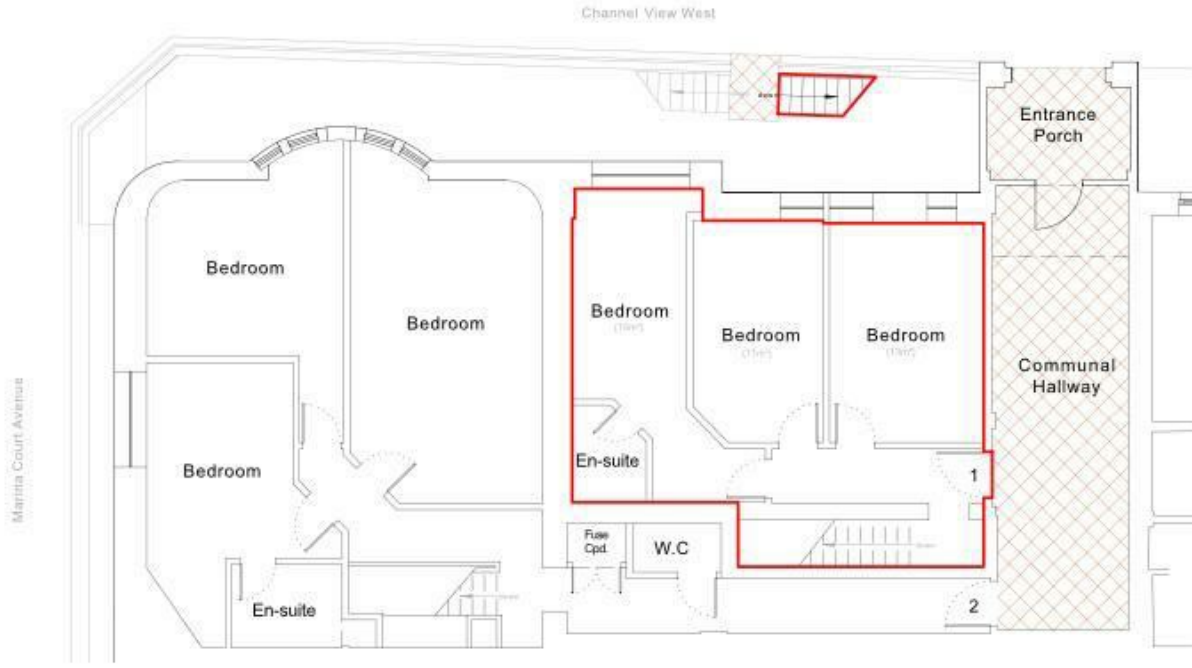 Channel View West
Entrance
Porch
Bedroom
Bedroom
Bedroom
Bedroom
Bedroom
Communal
Hallway
Marina Court Avenue
Bedroom
En-suite
1
Fuse
Cpd.
W.C
En-suite
2